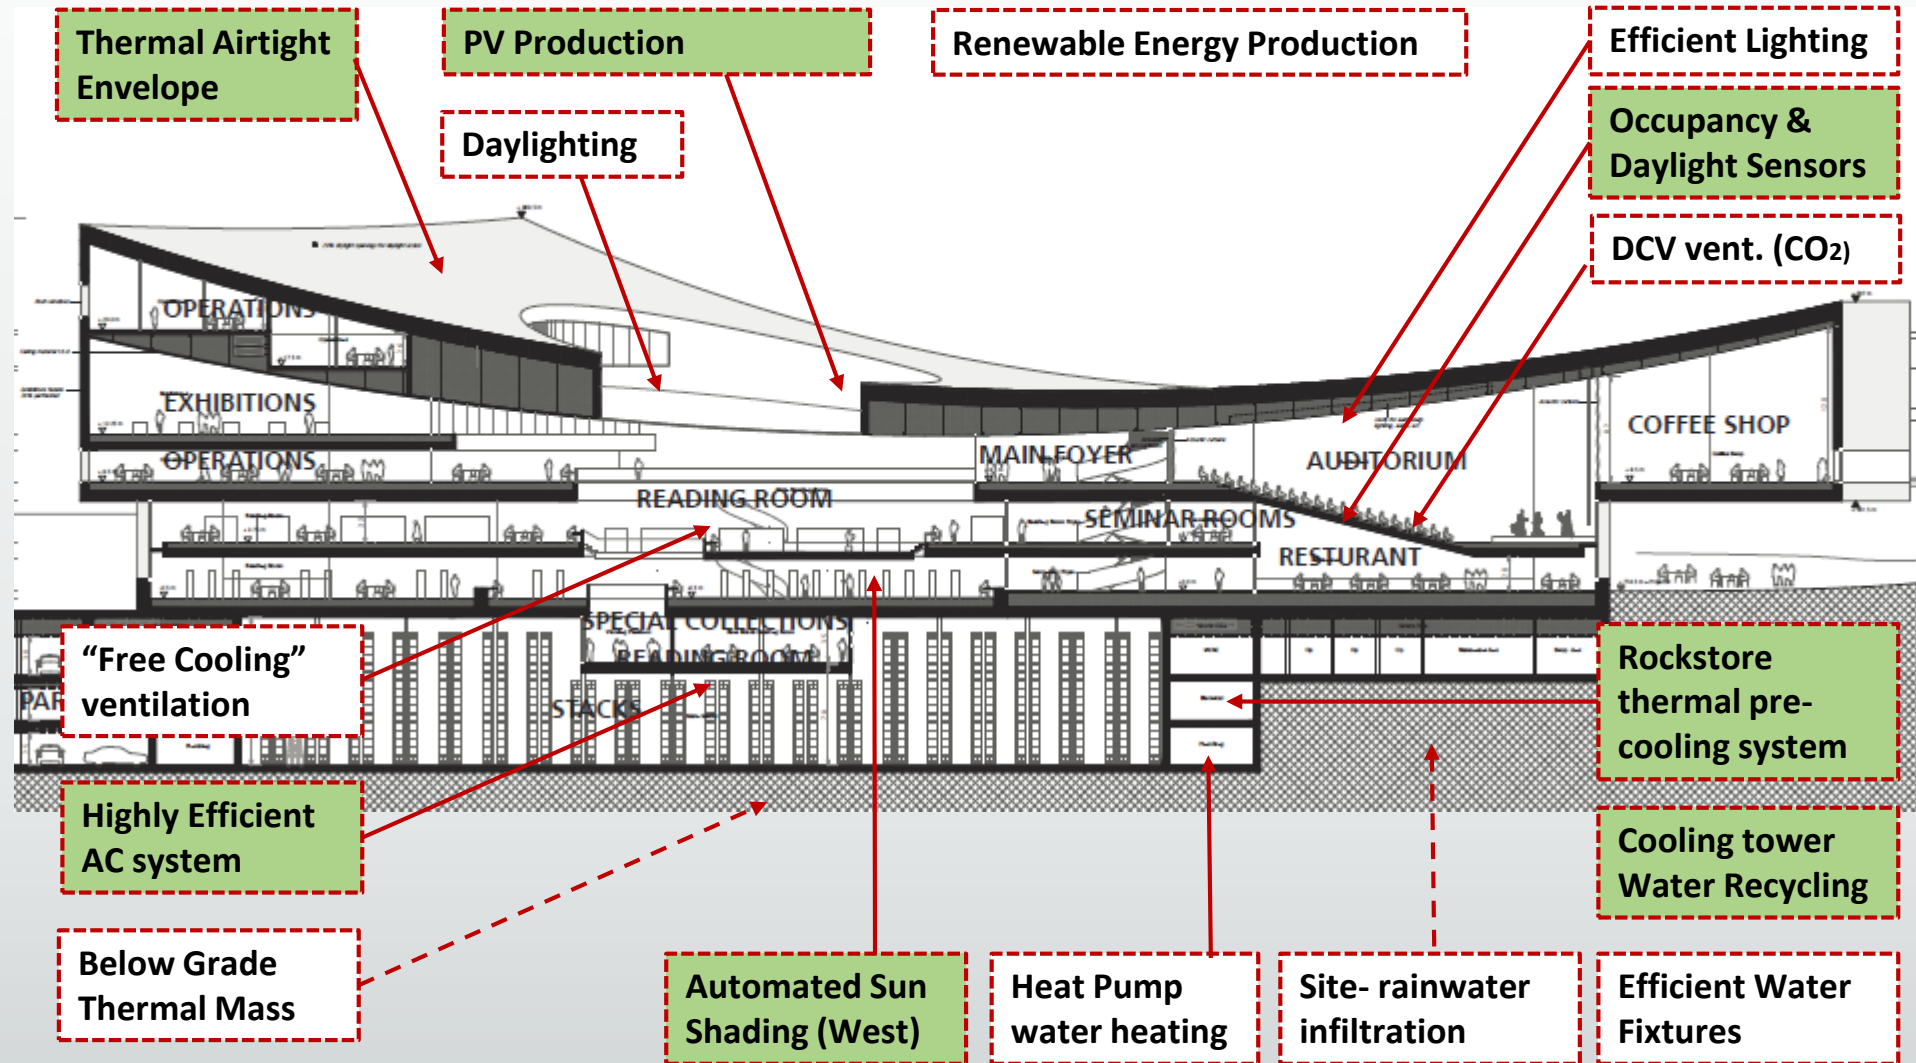 Thermal Airtight
Envelope
PV Production
Renewable Energy Production
Efficient Lighting
Daylighting
Occupancy &
Daylight Sensors
DCV vent. (CO2)
OPERATIONS
EXHIBITIONS
OPERATIONS
MAIN FOYER
AUDITORIUM
COFFEE SHOP
READING ROOM
SEMINAR ROOMS
RESTURANT
SPECIAL COLLECTIONS
READING ROOM
STACKS
PAR
“Free Cooling”
ventilation
Rockstore
thermal pre-
cooling system
Highly Efficient
AC system
Cooling tower
Water Recycling
Below Grade
Thermal Mass
Automated Sun
Shading (West)
Heat Pump
water heating
Site- rainwater
infiltration
Efficient Water
Fixtures